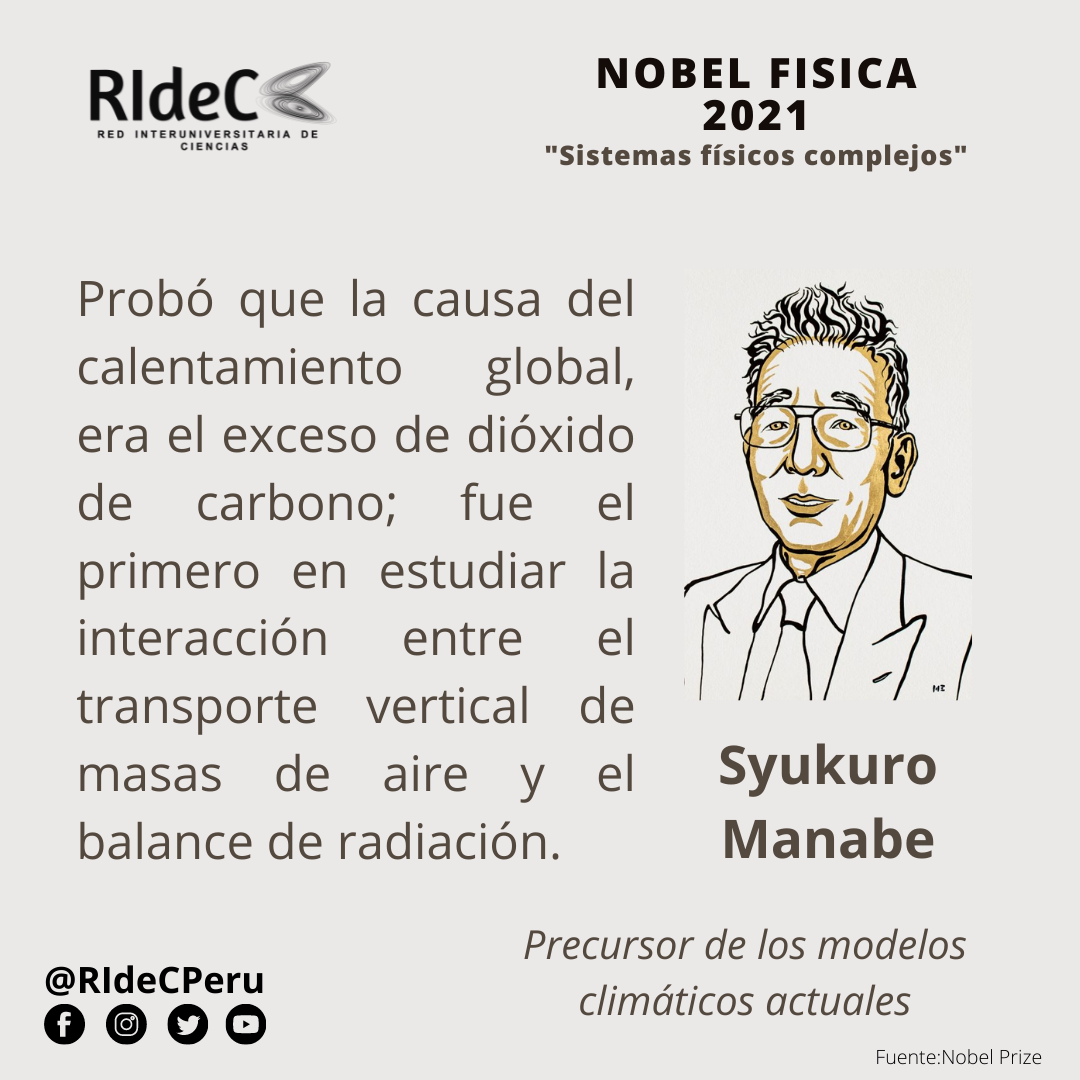 RIdeC
RED INTERUNIVERSITARIA DE
CIENCIAS
NOBEL FISICA
2021
"Sistemas físicos complejos"
Probó que la causa del
calentamiento global,
era el exceso de dióxido
de carbono; fue el
primero en estudiar la
interacción entre el
transporte vertical de
masas de aire y el
balance de radiación.
Syukuro
Manabe
Precursor de los modelos
climáticos actuales
@RIdeCPeru
Fuente:Nobel Prize